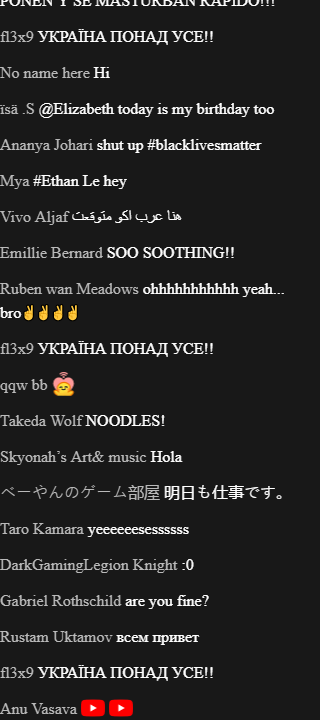 PONEN Y SE MASTURBAN RAPIDO!!!
fl3x9 УКРАЇНА ПОНАД УСЕ!!
No name here Hi
ïsä .S @Elizabeth today is my birthday too
Ananya Johari shut up #blacklivesmatter
Mya #Ethan Le hey
Vivo Aljaf هنا عرب اكو متوقعت
Emillie Bernard SOO SOOTHING!!
Ruben wan Meadows ohhhhhhhhhhh yeah...
bro✌✌✌✌
fl3x9 УКРАЇНА ПОНАД УСЕ!!
qqw bb
Takeda Wolf NOODLES!
Skyonah's Art& music Hola
べーやんのゲーム部屋 明日も仕事です。
Taro Kamara yeeeeeesessssss
DarkGamingLegion Knight :0
Gabriel Rothschild are you fine?
Rustam Uktamov всем привет
fl3x9 УКРАЇНА ПОНАД УСЕ!!
Anu Vasava